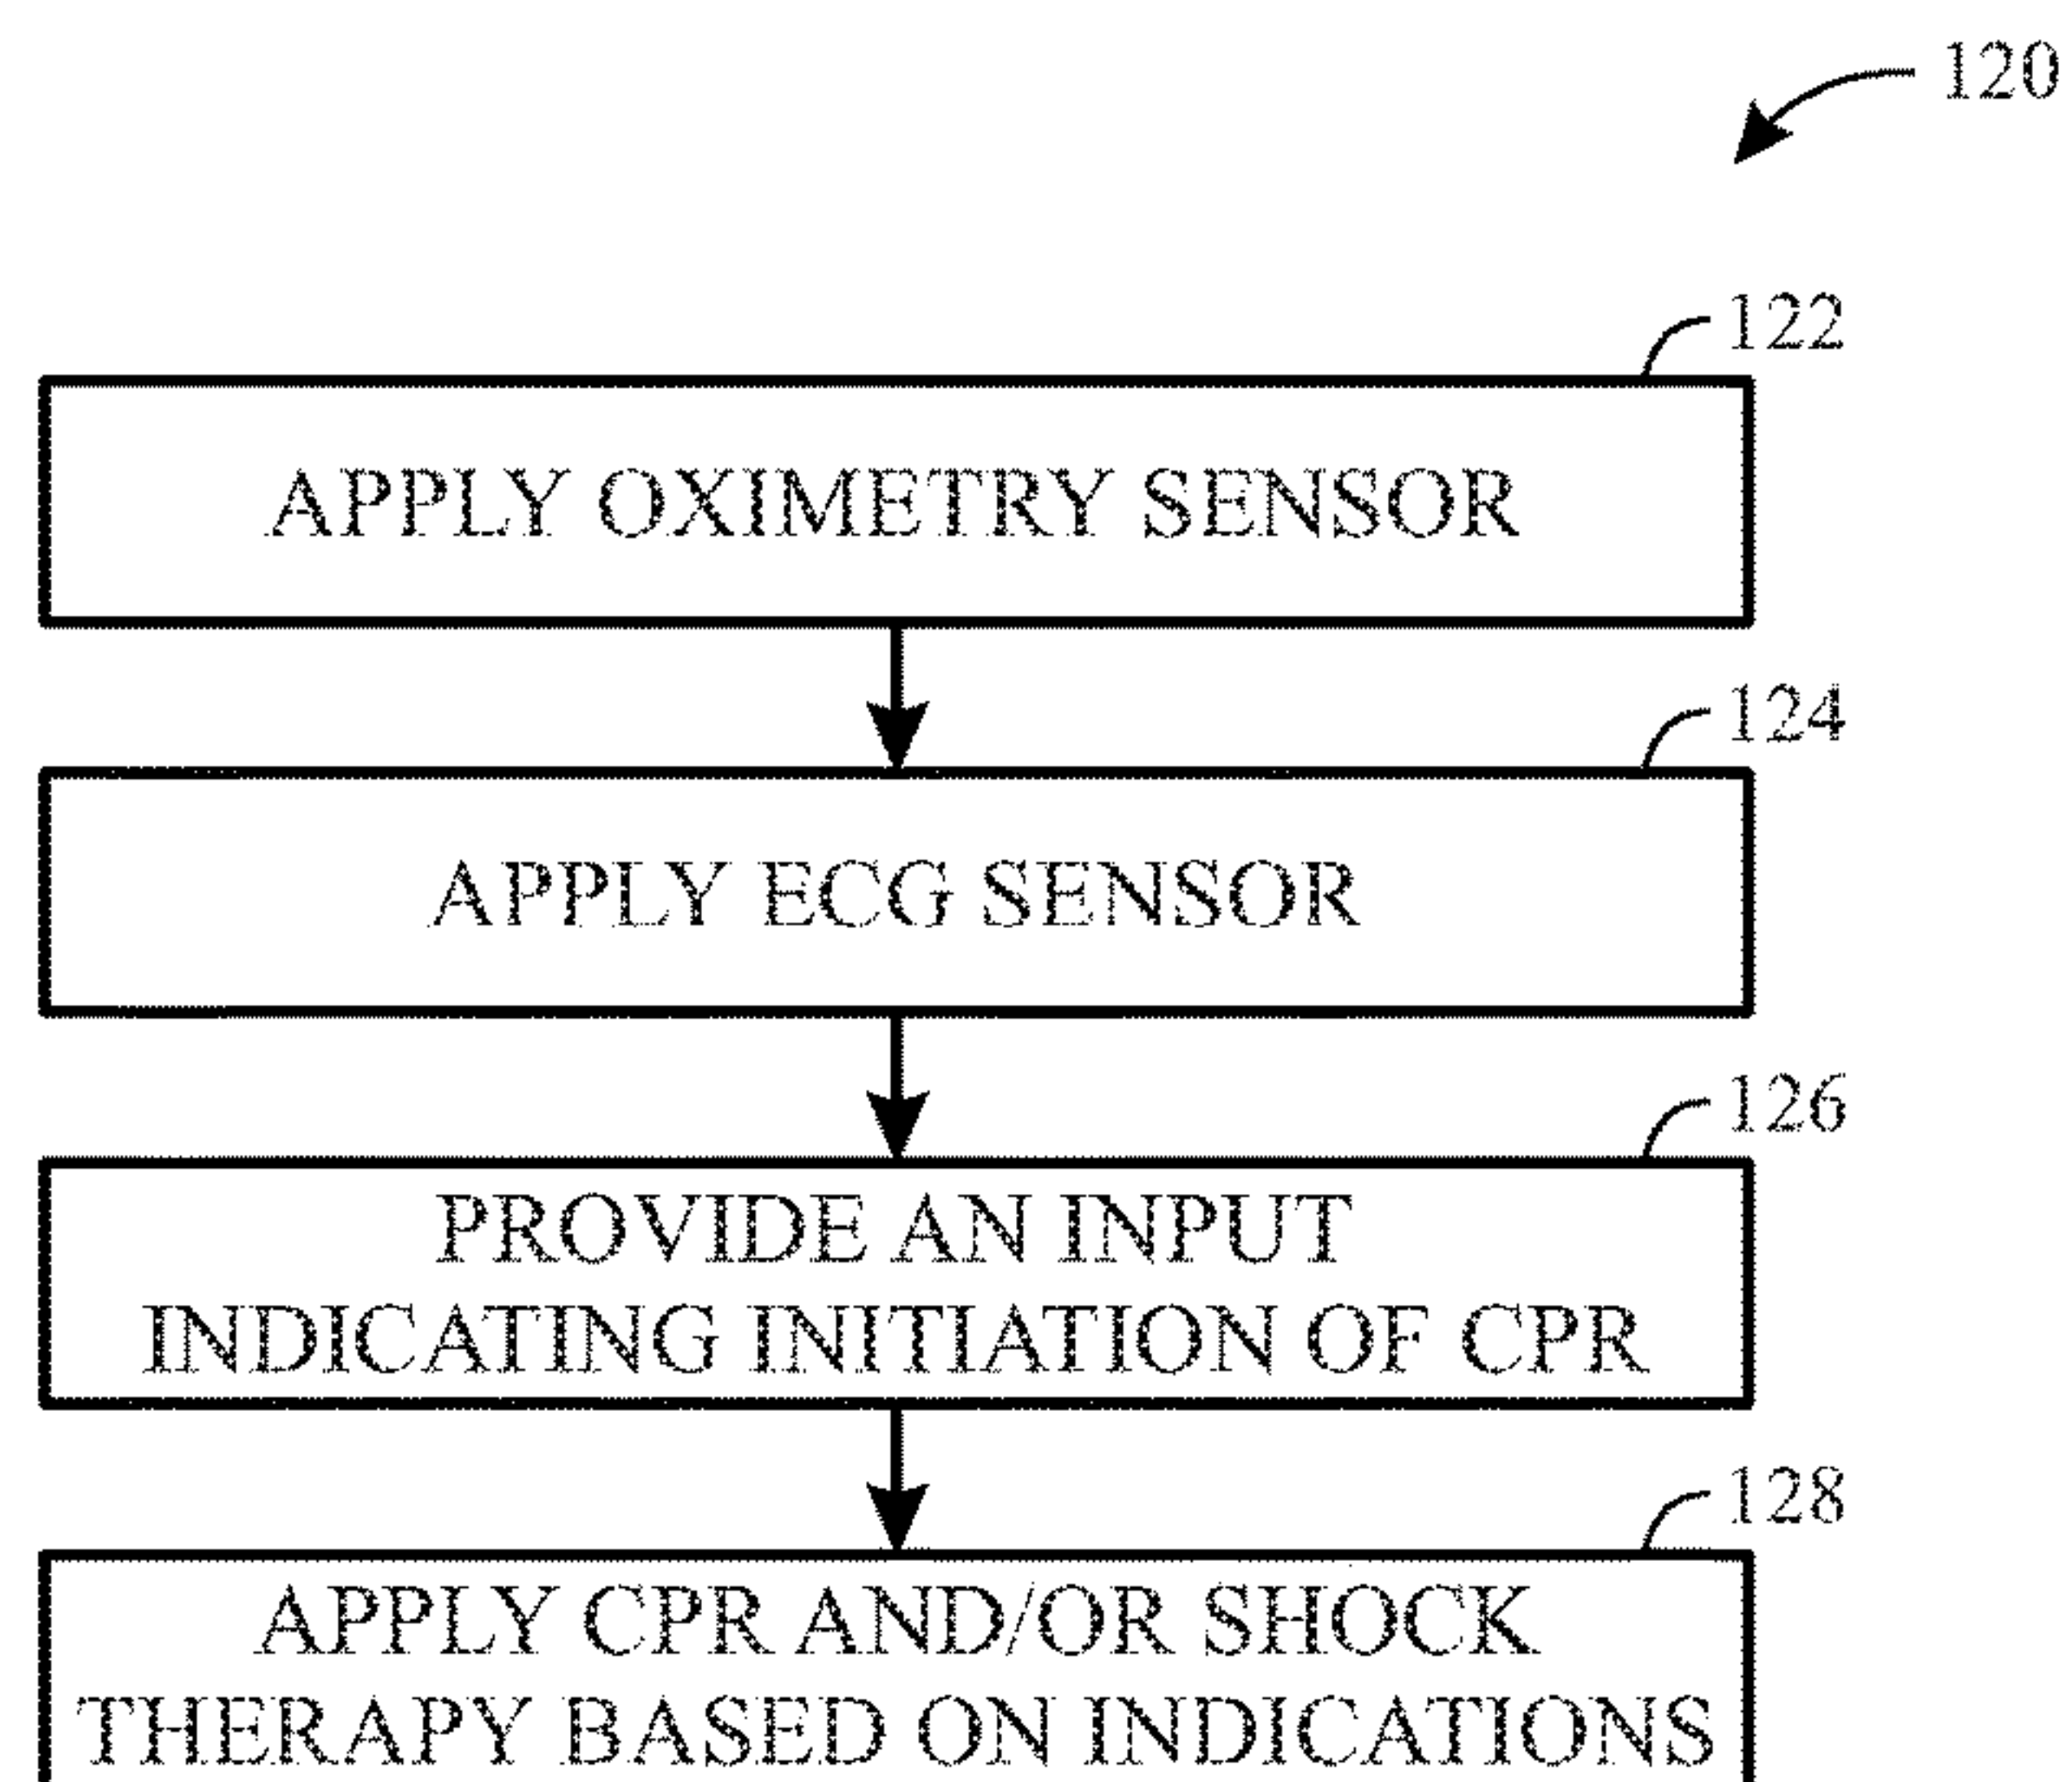 120
122
APPLY OXIMETRY SENSOR
124
APPLY ECG SENSOR
126
PROVIDE AN INPUT
INDICATING INITIATION OF CPR
128
APPLY CPR AND/OR SHOCK
THERAPY BASED ON INDICATIONS